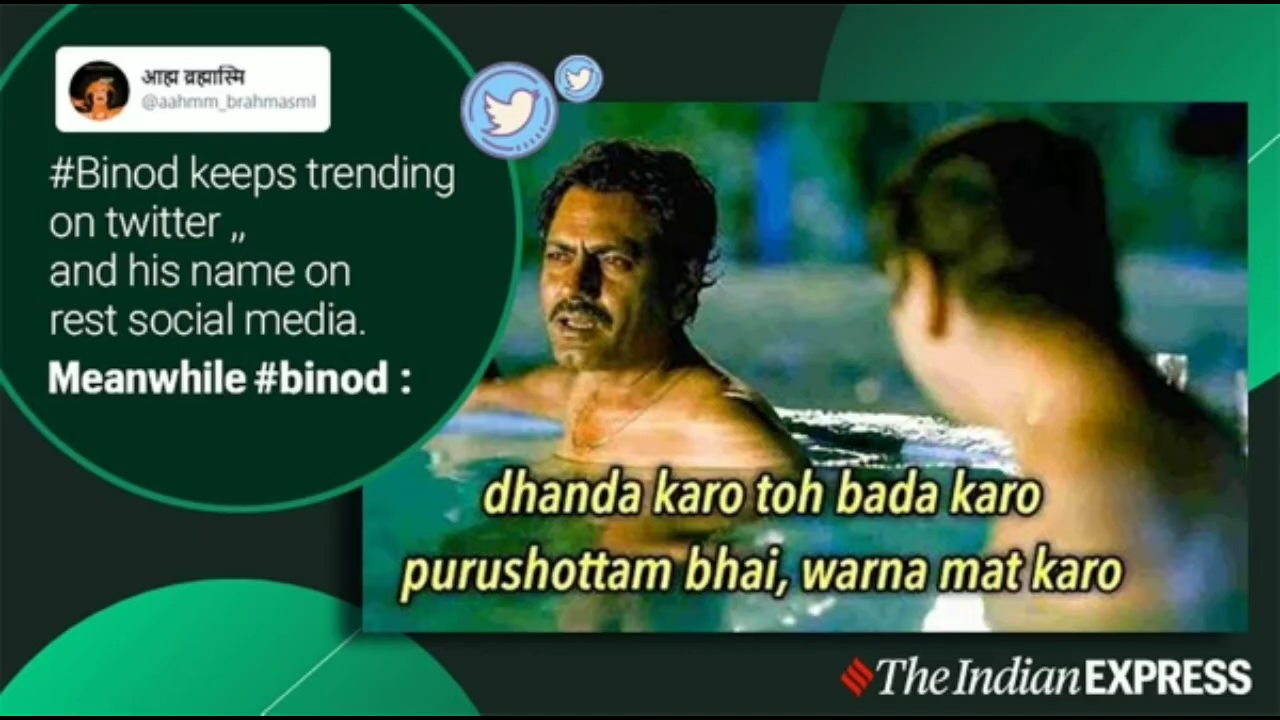 आह्म ब्रह्मास्मि
@aahmm_brahmasmI
#Binod keeps trending
on twitter ,,
and his name on
rest social media.
Meanwhile #binod :
dhanda karo toh bada karo
purushottam bhai, warna mat karo
The Indian EXPRESS